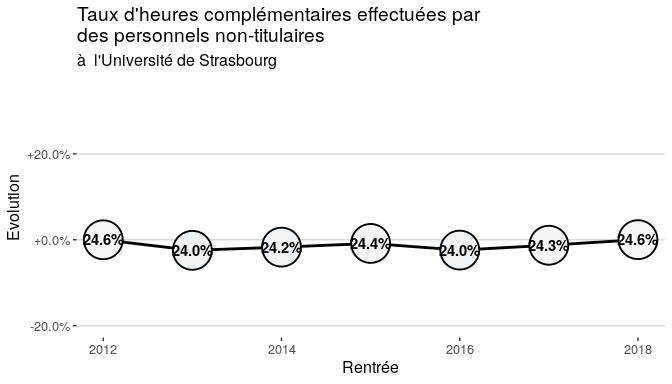 Taux d'heures complémentaires effectuées par
des personnels non-titulaires
à  l'Université de Strasbourg
Evolution
+20.0%
+0.0%
-20.0%
24.6%
24.0%
24.2%
24.4%
24.0%
24.3%
24.6%
2012
2014
2016
2018
Rentrée